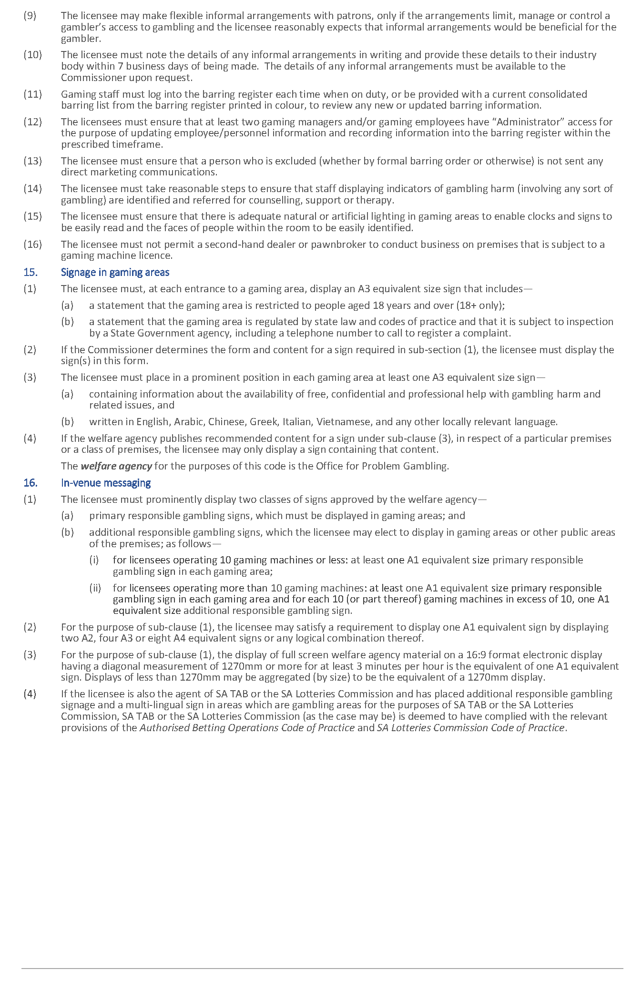 (9) The licensee may make flexible informal arrangements with patrons, only if the arrangements limit, manage or control a
gambler’s access to gambling and the licensee reasonably expects that informal arrangements would be beneficial for the
gambler.
(10) The licensee must note the details of any informal arrangements in writing and provide these details to their industry
body within 7 business days of being made.  The details of any informal arrangements must be available to the
Commissioner upon request.
(11) Gaming staff must log into the barring register each time when on duty, or be provided with a current consolidated
barring list from the barring register printed in colour, to review any new or updated barring information.
(12) The licensees must ensure that at least two gaming managers and/or gaming employees have “Administrator” access for
the purpose of updating employee/personnel information and recording information into the barring register within the
prescribed timeframe.
(13) The licensee must ensure that a person who is excluded (whether by formal barring order or otherwise) is not sent any
direct marketing communications.
(14) The licensee must take reasonable steps to ensure that staff displaying indicators of gambling harm (involving any sort of
gambling) are identified and referred for counselling, support or therapy.
(15) The licensee must ensure that there is adequate natural or artificial lighting in gaming areas to enable clocks and signs to
be easily read and the faces of people within the room to be easily identified.
(16) The licensee must not permit a second-hand dealer or pawnbroker to conduct business on premises that is subject to a
gaming machine licence.
15. Signage in gaming areas
(1) The licensee must, at each entrance to a gaming area, display an A3 equivalent size sign that includes—
(a) a statement that the gaming area is restricted to people aged 18 years and over (18+ only);
(b) a statement that the gaming area is regulated by state law and codes of practice and that it is subject to inspection
by a State Government agency, including a telephone number to call to register a complaint.
(2) If the Commissioner determines the form and content for a sign required in sub-section (1), the licensee must display the
sign(s) in this form.
(3) The licensee must place in a prominent position in each gaming area at least one A3 equivalent size sign—
(a) containing information about the availability of free, confidential and professional help with gambling harm and
related issues, and
(b) written in English, Arabic, Chinese, Greek, Italian, Vietnamese, and any other locally relevant language.
(4) If the welfare agency publishes recommended content for a sign under sub-clause (3), in respect of a particular premises
or a class of premises, the licensee may only display a sign containing that content.
The welfare agency for the purposes of this code is the Office for Problem Gambling.
16. In-venue messaging
(1) The licensee must prominently display two classes of signs approved by the welfare agency—
(a) primary responsible gambling signs, which must be displayed in gaming areas; and
(b) additional responsible gambling signs, which the licensee may elect to display in gaming areas or other public areas
of the premises; as follows—
(i) for licensees operating 10 gaming machines or less: at least one A1 equivalent size primary responsible
gambling sign in each gaming area;
(ii) for licensees operating more than 10 gaming machines: at least one A1 equivalent size primary responsible
gambling sign in each gaming area and for each 10 (or part thereof) gaming machines in excess of 10, one A1
equivalent size additional responsible gambling sign.
(2) For the purpose of sub-clause (1), the licensee may satisfy a requirement to display one A1 equivalent sign by displaying
two A2, four A3 or eight A4 equivalent signs or any logical combination thereof.
(3) For the purpose of sub-clause (1), the display of full screen welfare agency material on a 16:9 format electronic display
having a diagonal measurement of 1270mm or more for at least 3 minutes per hour is the equivalent of one A1 equivalent
sign. Displays of less than 1270mm may be aggregated (by size) to be the equivalent of a 1270mm display.
(4) If the licensee is also the agent of SA TAB or the SA Lotteries Commission and has placed additional responsible gambling
signage and a multi-lingual sign in areas which are gambling areas for the purposes of SA TAB or the SA Lotteries
Commission, SA TAB or the SA Lotteries Commission (as the case may be) is deemed to have complied with the relevant
provisions of the Authorised Betting Operations Code of Practice and SA Lotteries Commission Code of Practice.